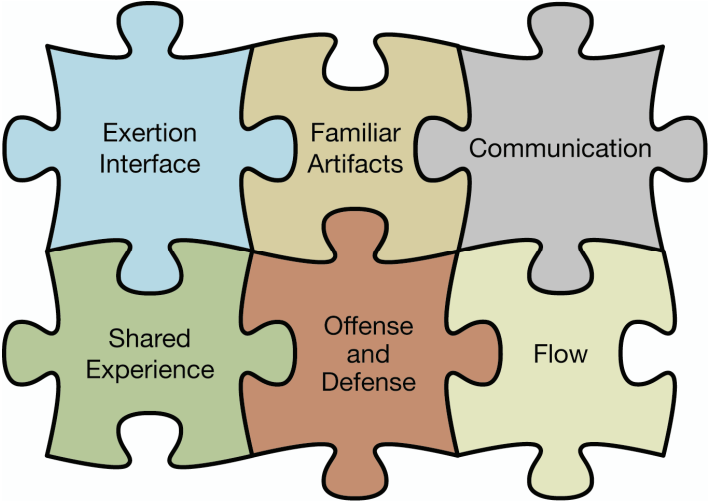 Exertion
Interface
Familiar
Artifacts
Communication
Shared
Experience
Offense
and
Defense
Flow